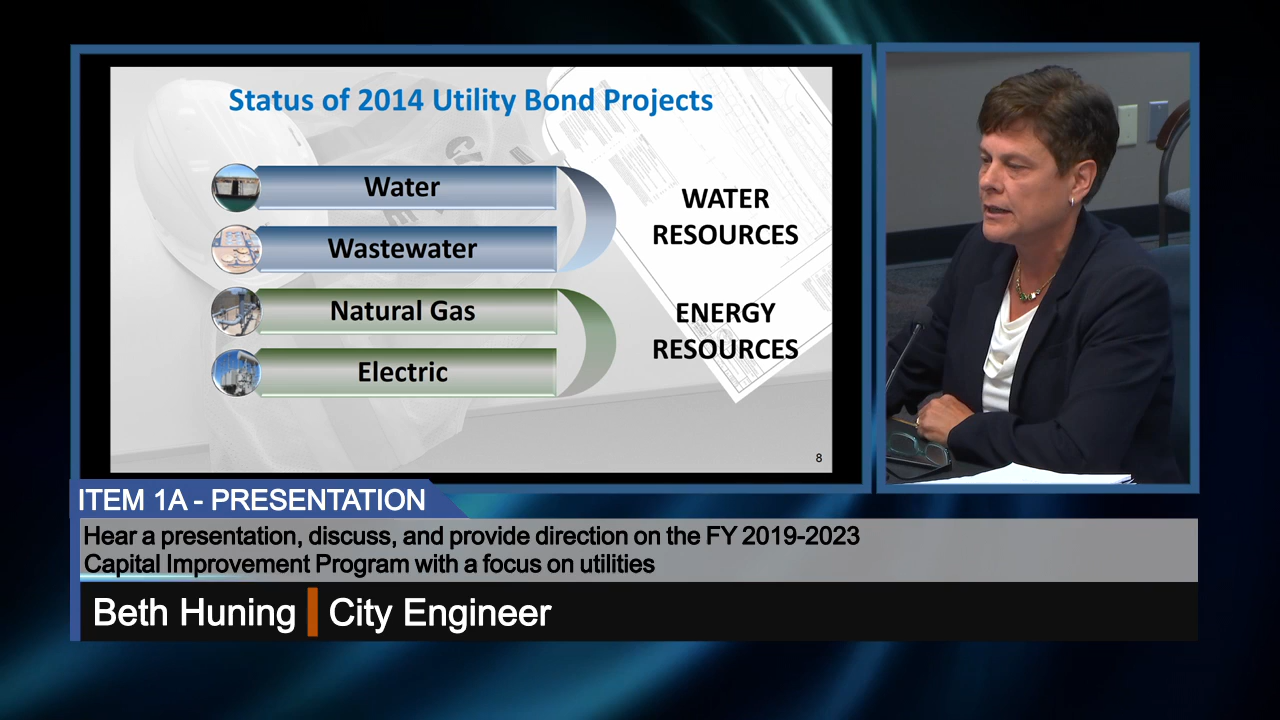 Status of 2014 Utility Bond Projects
Water
Wastewater
WATER
RESOURCES
Natural Gas
Electric
ENERGY
RESOURCES
8
ITEM 1A - PRESENTATION
Hear a presentation, discuss, and provide direction on the FY 2019-2023
Capital Improvement Program with a focus on utilities
Beth Huning | City Engineer